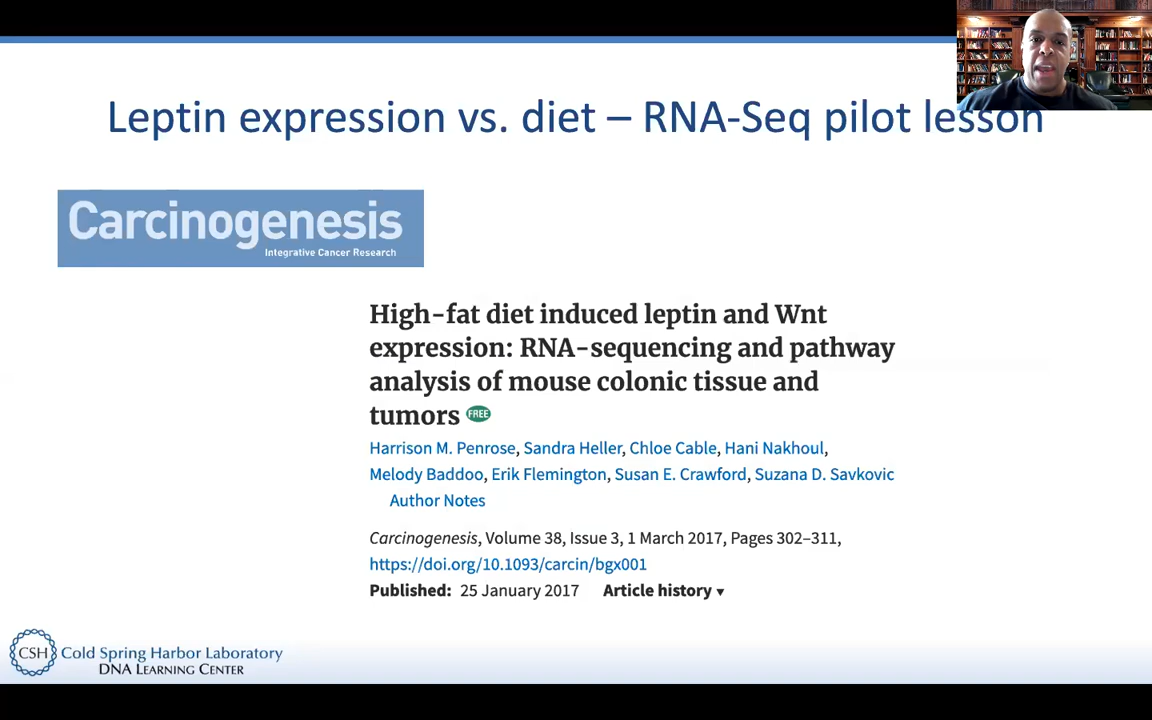 Leptin expression vs. diet – RNA-Seq pilot lesson
Carcinogenesis
Integrative Cancer Research
High-fat diet induced leptin and Wnt
expression: RNA-sequencing and pathway
analysis of mouse colonic tissue and
tumors FREE
Harrison M. Penrose, Sandra Heller, Chloe Cable, Hani Nakhoul,
Melody Baddoo, Erik Flemington, Susan E. Crawford, Suzana D. Savkovic
Author Notes
Carcinogenesis, Volume 38, Issue 3, 1 March 2017, Pages 302–311,
https://doi.org/10.1093/carcin/bgx001
Published: 25 January 2017 Article history ▾
CSH Cold Spring Harbor Laboratory
DNA LEARNING CENTER